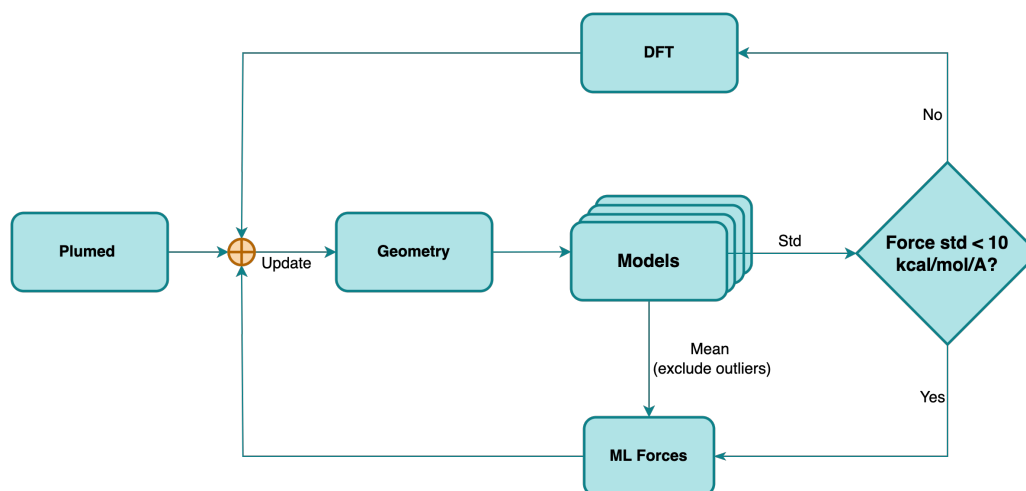 DFT
No
Plumed
Update
Geometry
Models
Std
Force std < 10
kcal/mol/A?
Mean
(exclude outliers)
Yes
ML Forces